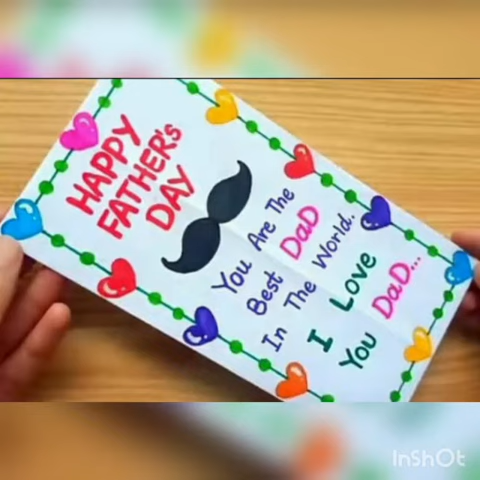 HAPPY
FATHER's
DAY
You Are The
Best DaD
In The World.
I Love
You DaD...
InShOt